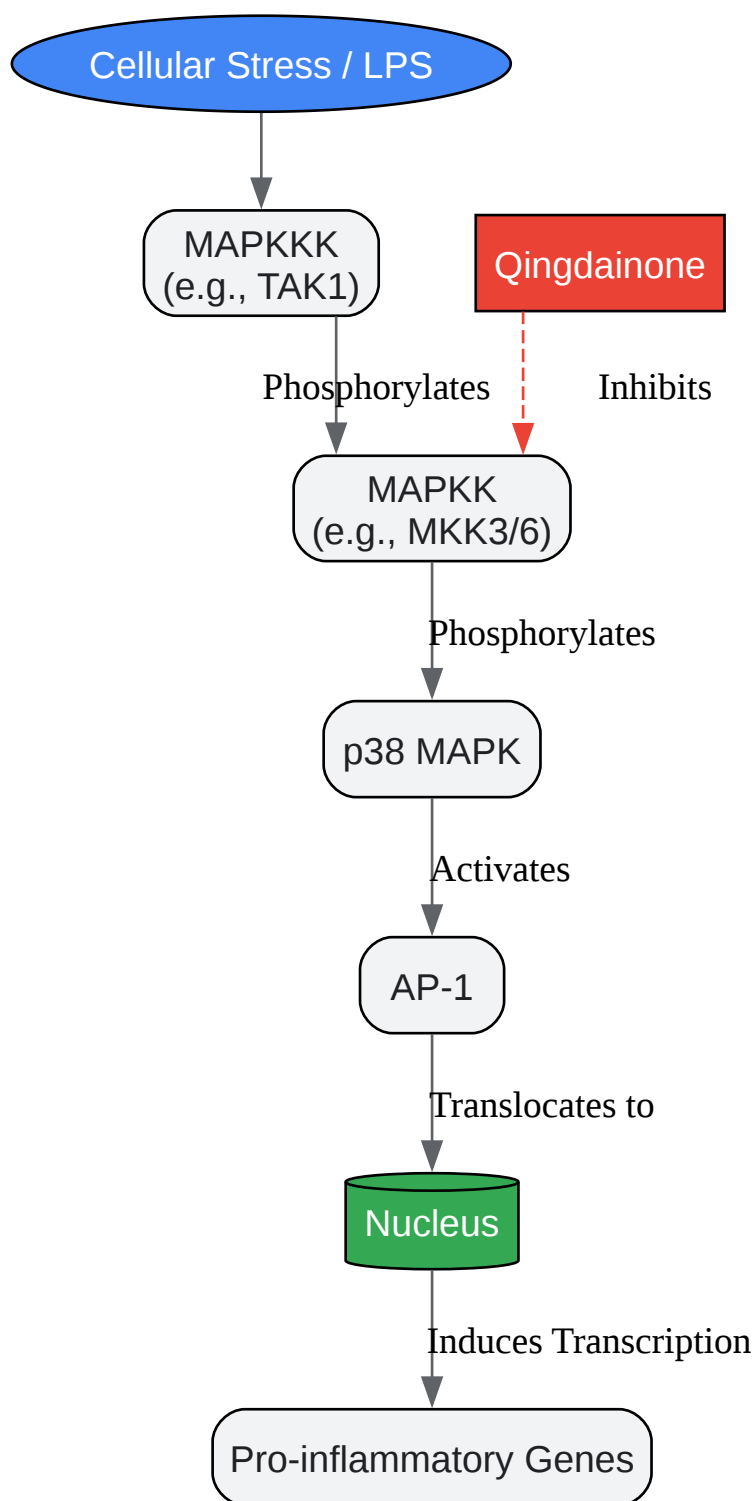 Cellular Stress / LPS
MAPKKK
(e.g., TAK1)
Qingdainone
Phosphorylates
Inhibits
MAPKK
(e.g., MKK3/6)
Phosphorylates
p38 MAPK
Activates
AP-1
Translocates to
Nucleus
Induces Transcription
Pro-inflammatory Genes